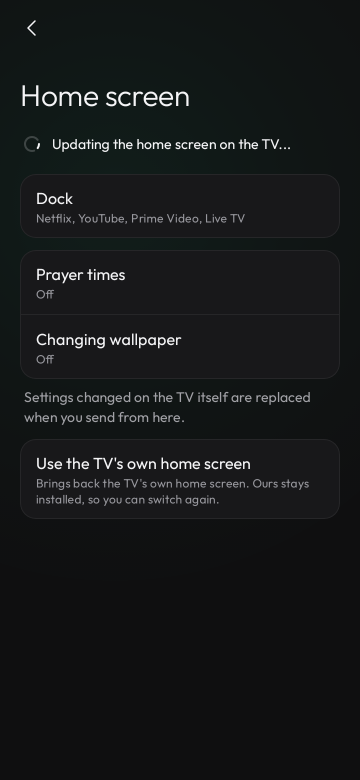 Home screen
Updating the home screen on the TV...
Dock
Netflix, YouTube, Prime Video, Live TV
Prayer times
Off
Changing wallpaper
Off
Settings changed on the TV itself are replaced
when you send from here.
Use the TV's own home screen
Brings back the TV's own home screen. Ours stays
installed, so you can switch again.